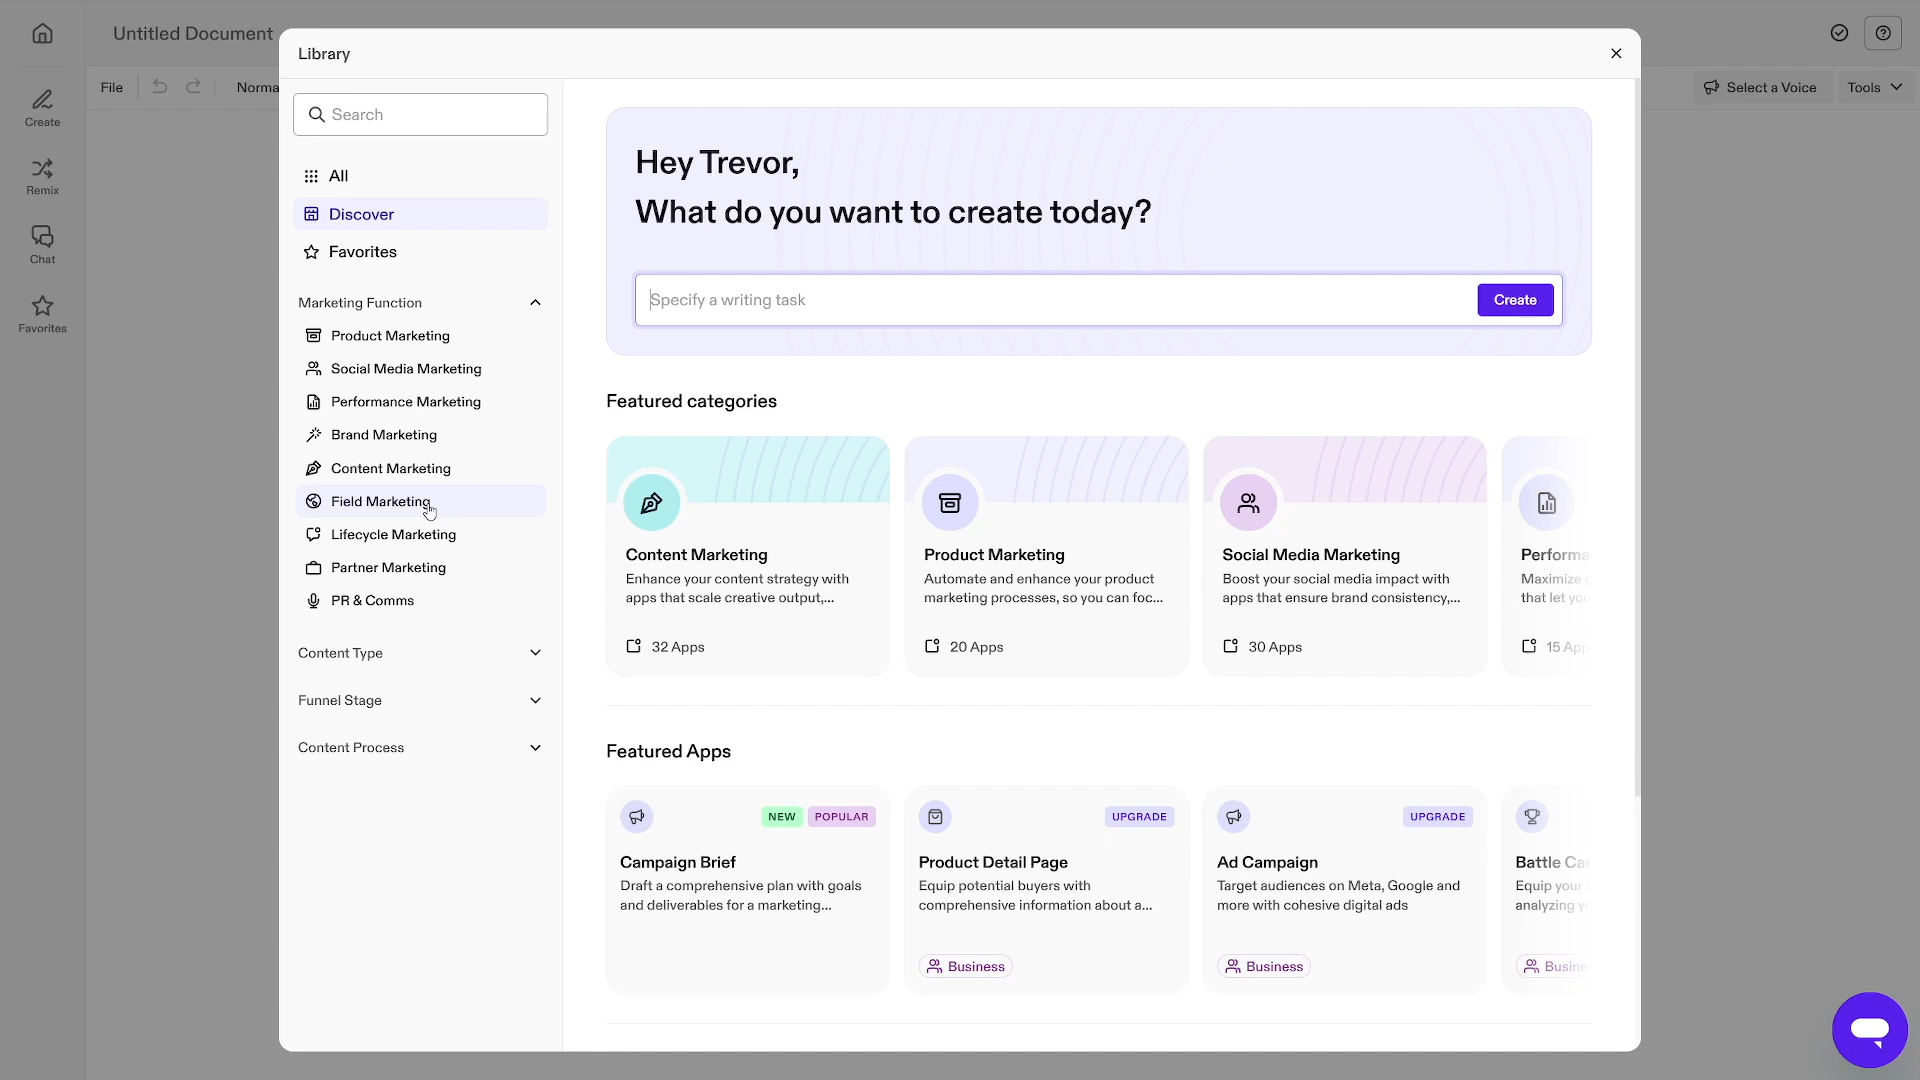 Untitled Document
File
Norma
Select a Voice
Tools
Create
Remix
Chat
Favorites
Library
Search
All
Discover
Favorites
Marketing Function
Product Marketing
Social Media Marketing
Performance Marketing
Brand Marketing
Content Marketing
Field Marketing
Lifecycle Marketing
Partner Marketing
PR & Comms
Content Type
Funnel Stage
Content Process
Hey Trevor,
What do you want to create today?
Specify a writing task
Create
Featured categories
Content Marketing
Enhance your content strategy with
apps that scale creative output,...
32 Apps
Product Marketing
Automate and enhance your product
marketing processes, so you can foc...
20 Apps
Social Media Marketing
Boost your social media impact with
apps that ensure brand consistency,...
30 Apps
Performa
Maximize
that let you
15 App
Featured Apps
NEW POPULAR
Campaign Brief
Draft a comprehensive plan with goals
and deliverables for a marketing...
UPGRADE
Product Detail Page
Equip potential buyers with
comprehensive information about a...
Business
UPGRADE
Ad Campaign
Target audiences on Meta, Google and
more with cohesive digital ads
Business
Battle Ca
Equip your
analyzing y
Busine